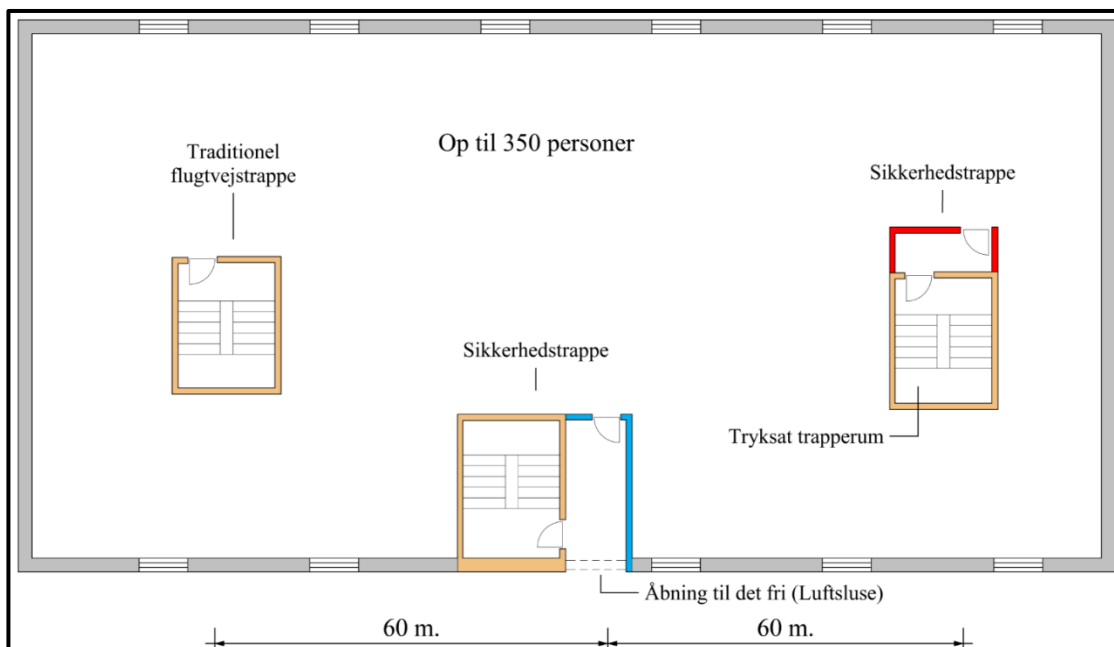 Op til 350 personer
Traditionel
flugtvejstrappe
Sikkerhedstrappe
Sikkerhedstrappe
Tryksat trapperum
Åbning til det fri (Luftsluse)
60 m.
60 m.